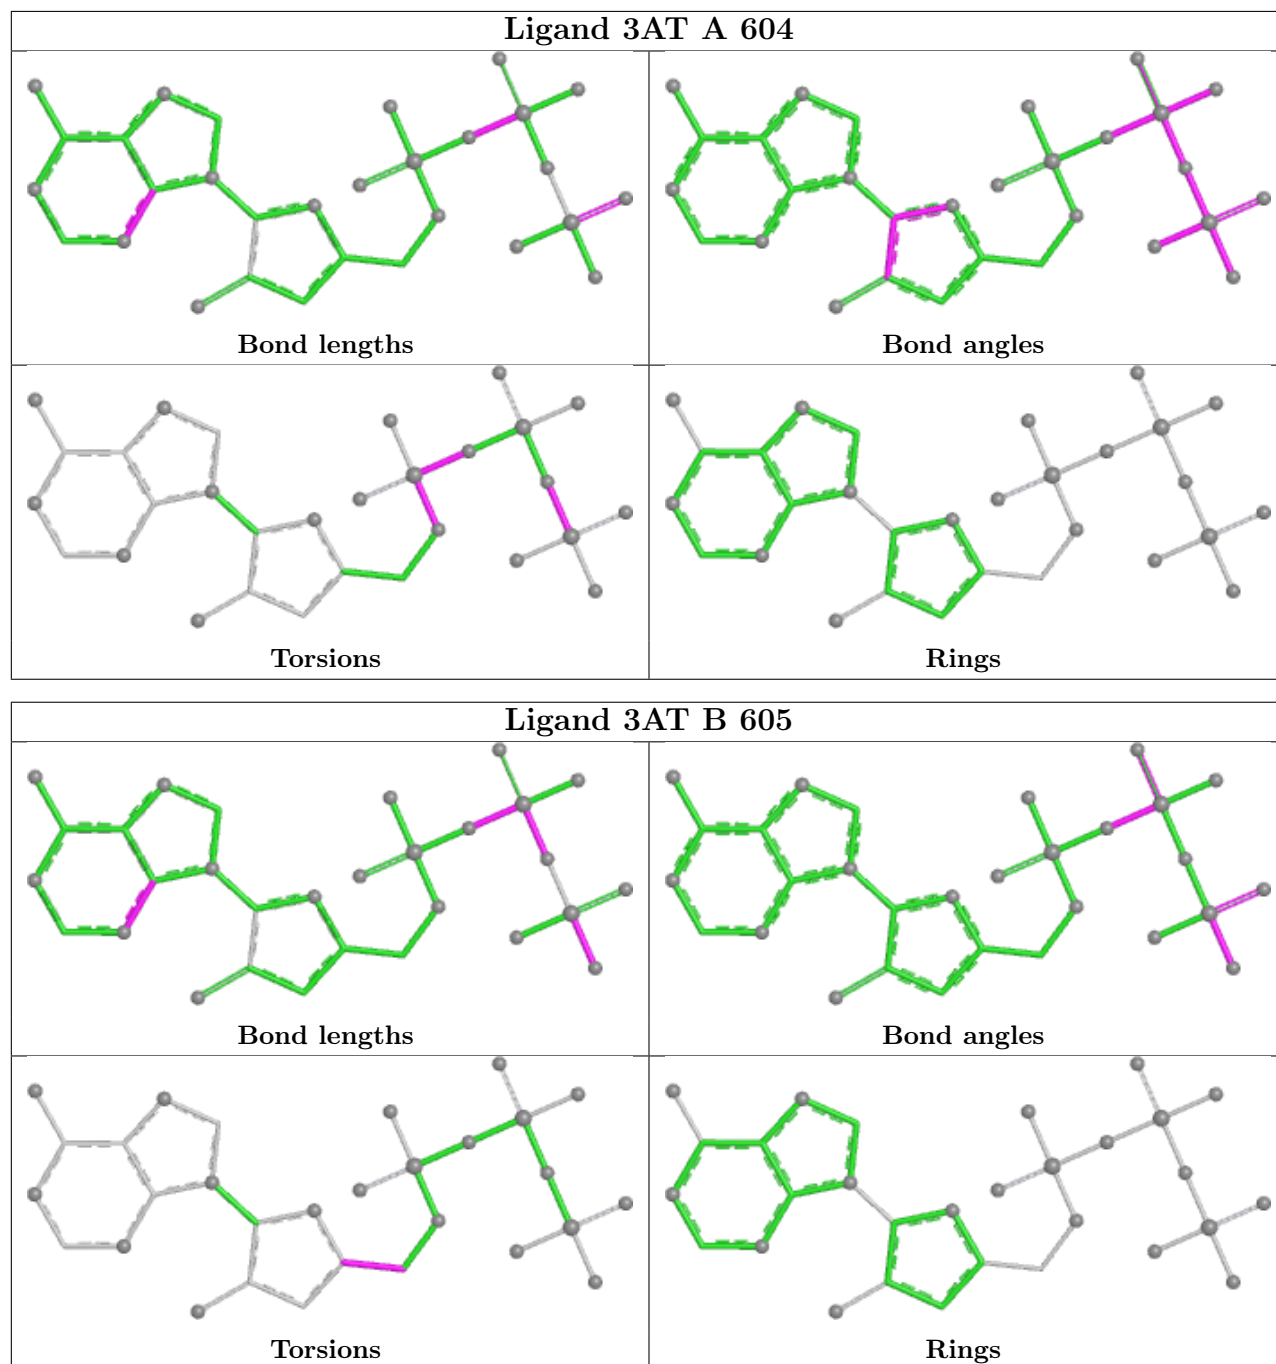 Ligand 3AT A 604
Bond lengths
Bond angles
Torsions
Rings
Ligand 3AT B 605
Bond lengths
Bond angles
Torsions
Rings